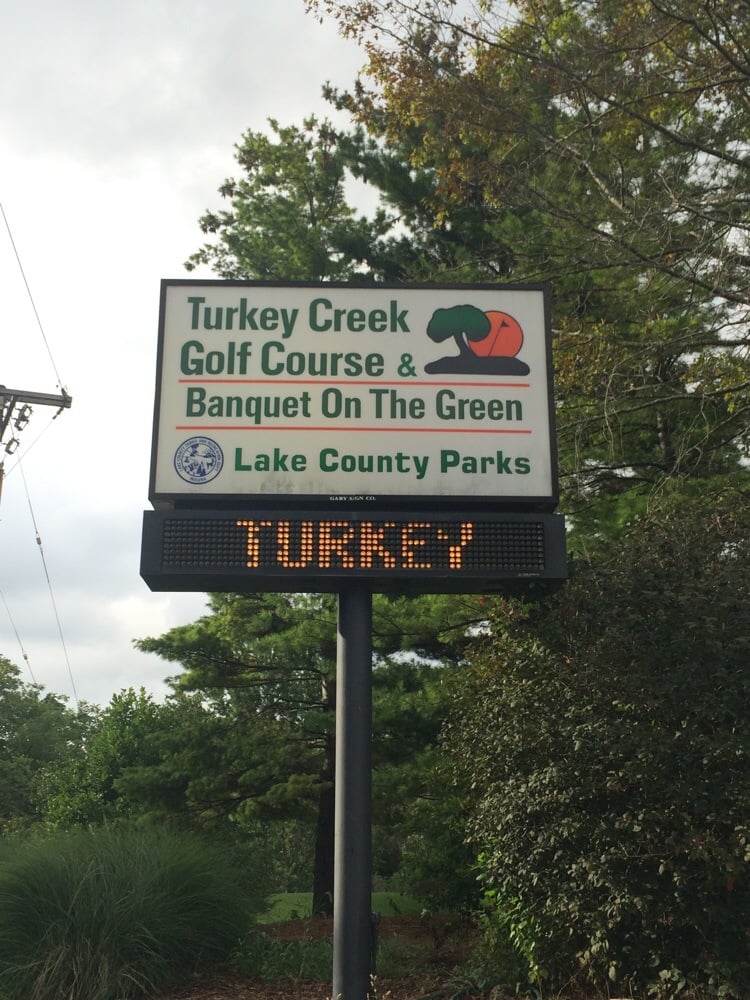 Turkey Creek
Golf Course &
Banquet On The Green
Lake County Parks
GARY SIGN CO.
TURKEY